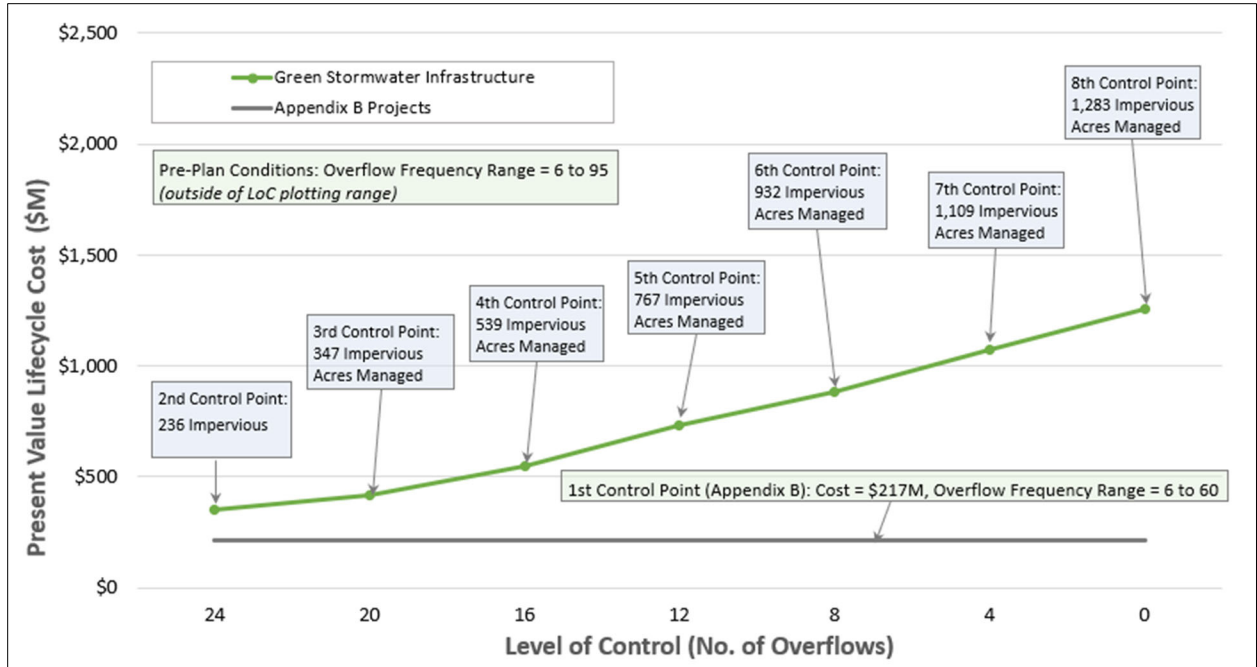 $2,500
Green Stormwater Infrastructure
Appendix B Projects
8th Control Point:
1,283 Impervious
Acres Managed
$2,000
Pre-Plan Conditions: Overflow Frequency Range = 6 to 95
(outside of LoC plotting range)
6th Control Point:
932 Impervious
Acres Managed
7th Control Point:
1,109 Impervious
Acres Managed
$1,500
5th Control Point:
767 Impervious
Acres Managed
4th Control Point:
539 Impervious
Acres Managed
3rd Control Point:
347 Impervious
Acres Managed
$1,000
2nd Control Point:
236 Impervious
$500
1st Control Point (Appendix B): Cost = $217M, Overflow Frequency Range = 6 to 60
$0
Present Value Lifecycle Cost ($M)
24 20 16 12 8 4 0
Level of Control (No. of Overflows)